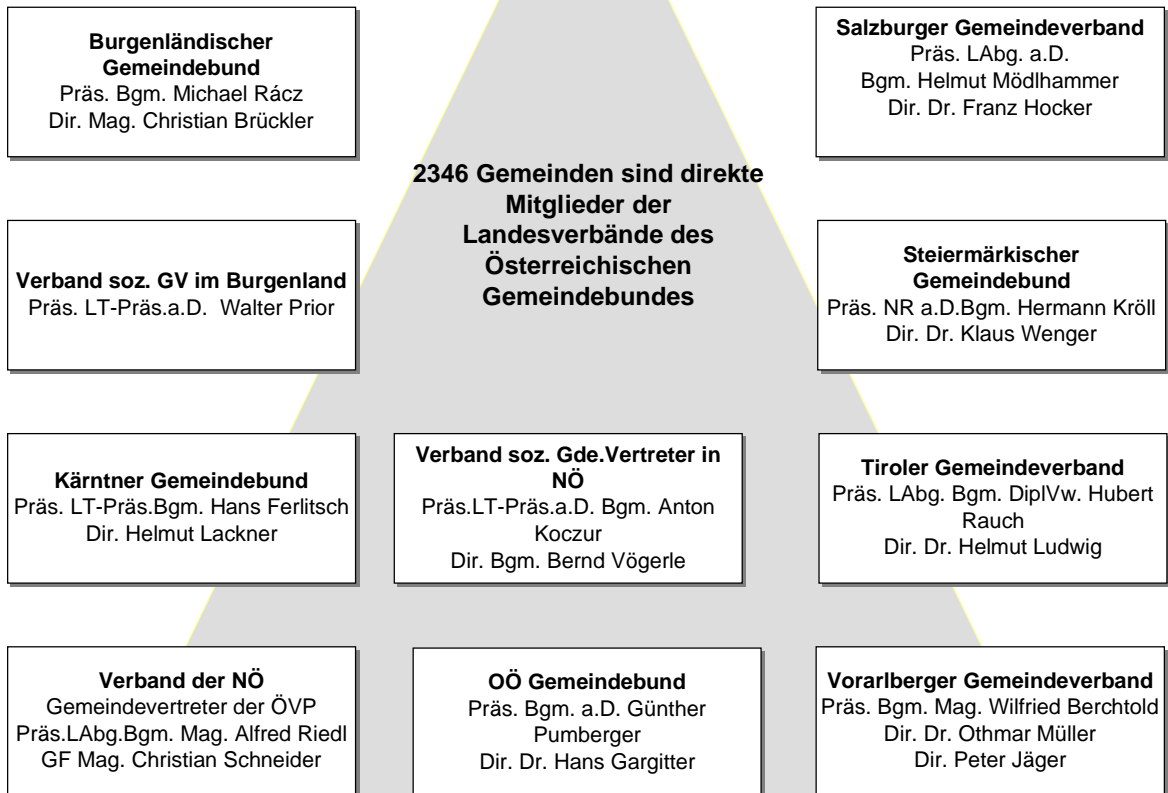 Burgenländischer
Gemeindebund
Präs. Bgm. Michael Rácz
Dir. Mag. Christian Brückler
Salzburger Gemeindeverband
Präs. LAbg. a.D.
Bgm. Helmut Mödlhammer
Dir. Dr. Franz Hocker
2346 Gemeinden sind direkte
Mitglieder der
Landesverbände des
Österreichischen
Gemeindebundes
Verband soz. GV im Burgenland
Präs. LT-Präs.a.D. Walter Prior
Steiermärkischer
Gemeindebund
Präs. NR a.D.Bgm. Hermann Kröll
Dir. Dr. Klaus Wenger
Kärntner Gemeindebund
Präs. LT-Präs.Bgm. Hans Ferlitsch
Dir. Helmut Lackner
Verband soz. Gde.Vertreter in
NÖ
Präs.LT-Präs.a.D. Bgm. Anton
Koczur
Dir. Bgm. Bernd Vögerle
Tiroler Gemeindeverband
Präs. LAbg. Bgm. DiplVw. Hubert
Rauch
Dir. Dr. Helmut Ludwig
Verband der NÖ
Gemeindevertreter der ÖVP
Präs.LAbg.Bgm. Mag. Alfred Riedl
GF Mag. Christian Schneider
OÖ Gemeindebund
Präs. Bgm. a.D. Günther
Pumberger
Dir. Dr. Hans Gargitter
Vorarlberger Gemeindeverband
Präs. Bgm. Mag. Wilfried Berchtold
Dir. Dr. Othmar Müller
Dir. Peter Jäger